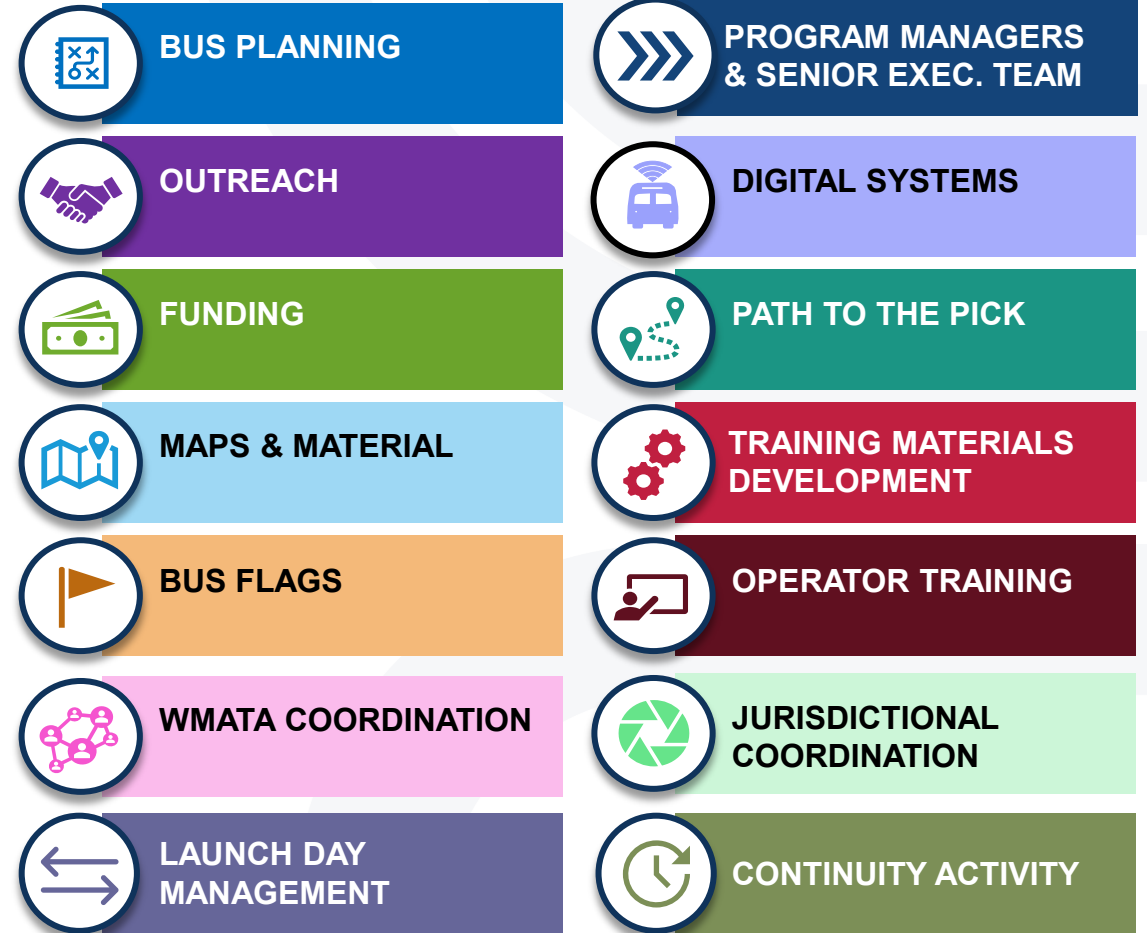 BUS PLANNING
PROGRAM MANAGERS
& SENIOR EXEC. TEAM
OUTREACH
DIGITAL SYSTEMS
FUNDING
PATH TO THE PICK
MAPS & MATERIAL
TRAINING MATERIALS
DEVELOPMENT
BUS FLAGS
OPERATOR TRAINING
WMATA COORDINATION
JURISDICTIONAL
COORDINATION
LAUNCH DAY
MANAGEMENT
CONTINUITY ACTIVITY